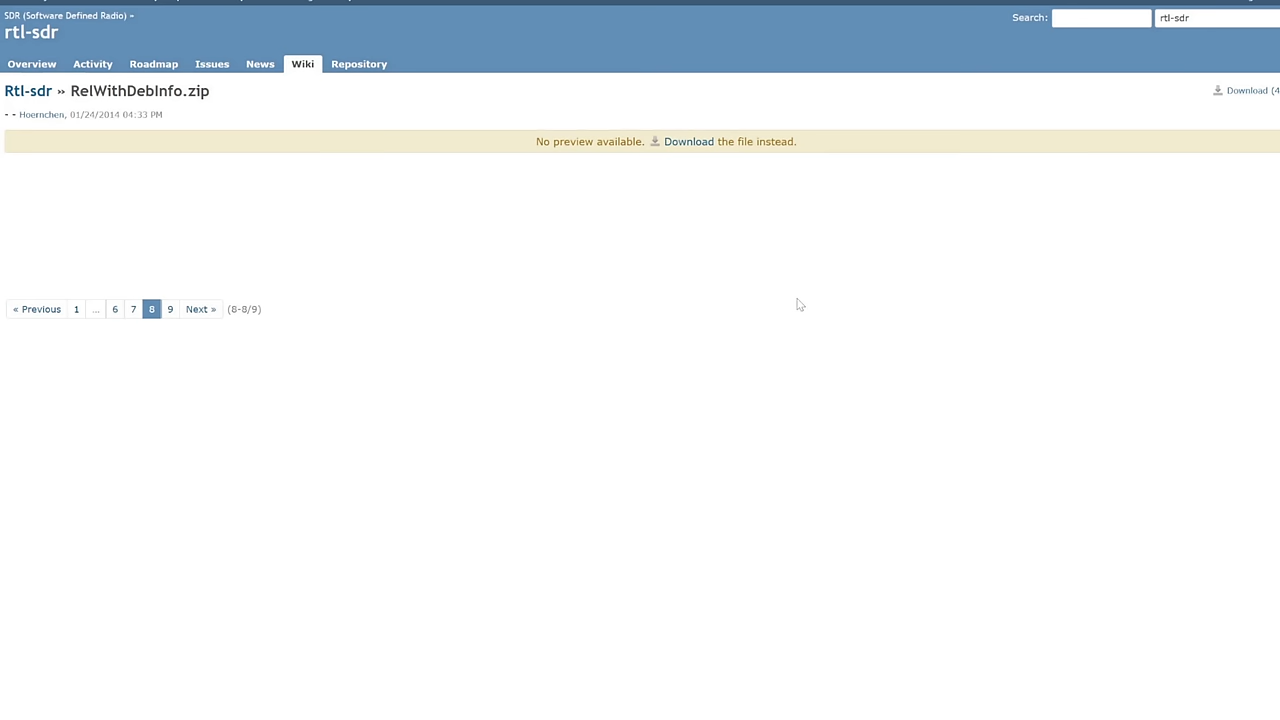 SDR (Software Defined Radio) »
rtl-sdr
Search:
rtl-sdr
Overview Activity Roadmap Issues News Wiki Repository
Rtl-sdr » RelWithDebInfo.zip
Download (4
- - Hoernchen, 01/24/2014 04:33 PM
No preview available. Download the file instead.
« Previous 1 ... 6 7 8 9 Next » (8-8/9)